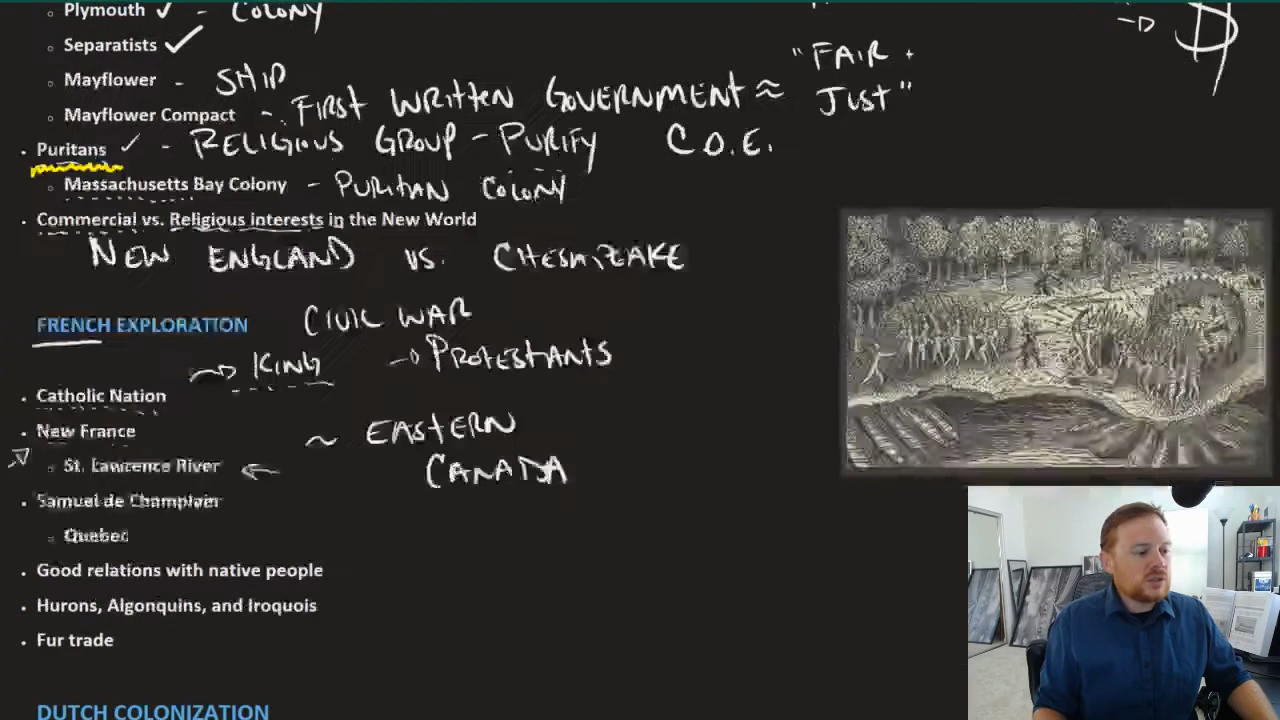 Plymouth ✓ - COLONY
Separatists ✓
Mayflower - SHIP
"FAIR +
Mayflower Compact - FIRST WRITTEN GOVERNMENT ≈ JUST"
Puritans ✓ - RELIGIOUS GROUP - PURIFY C.O.E.
Massachusetts Bay Colony - PURITAN COLONY
Commercial vs. Religious interests in the New World
NEW ENGLAND VS. CHESAPEAKE
FRENCH EXPLORATION CIVIL WAR
→ KING → PROTESTANTS
Catholic Nation
New France ~ EASTERN
St. Lawrence River ← CANADA
Samuel de Champlain
Quebec
Good relations with native people
Hurons, Algonquins, and Iroquois
Fur trade
DUTCH COLONIZATION